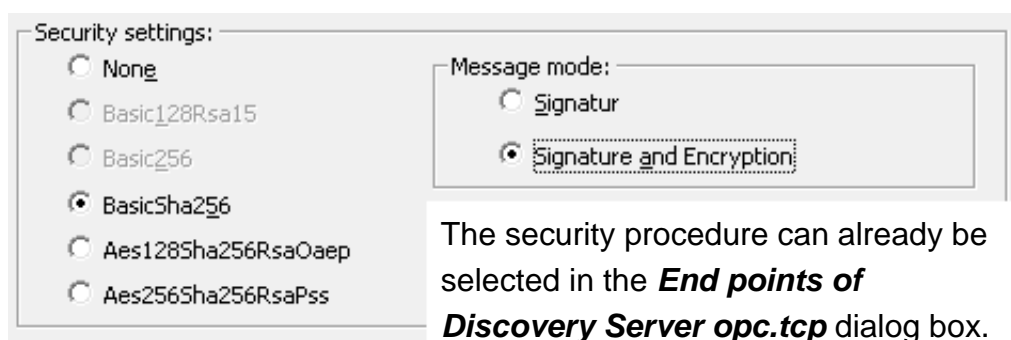 Security settings:
None
Basic128Rsa15
Basic256
BasicSha256
Aes128Sha256RsaOaep
Aes256Sha256RsaPss
Message mode:
Signatur
Signature and Encryption
The security procedure can already be
selected in the End points of
Discovery Server opc.tcp dialog box.